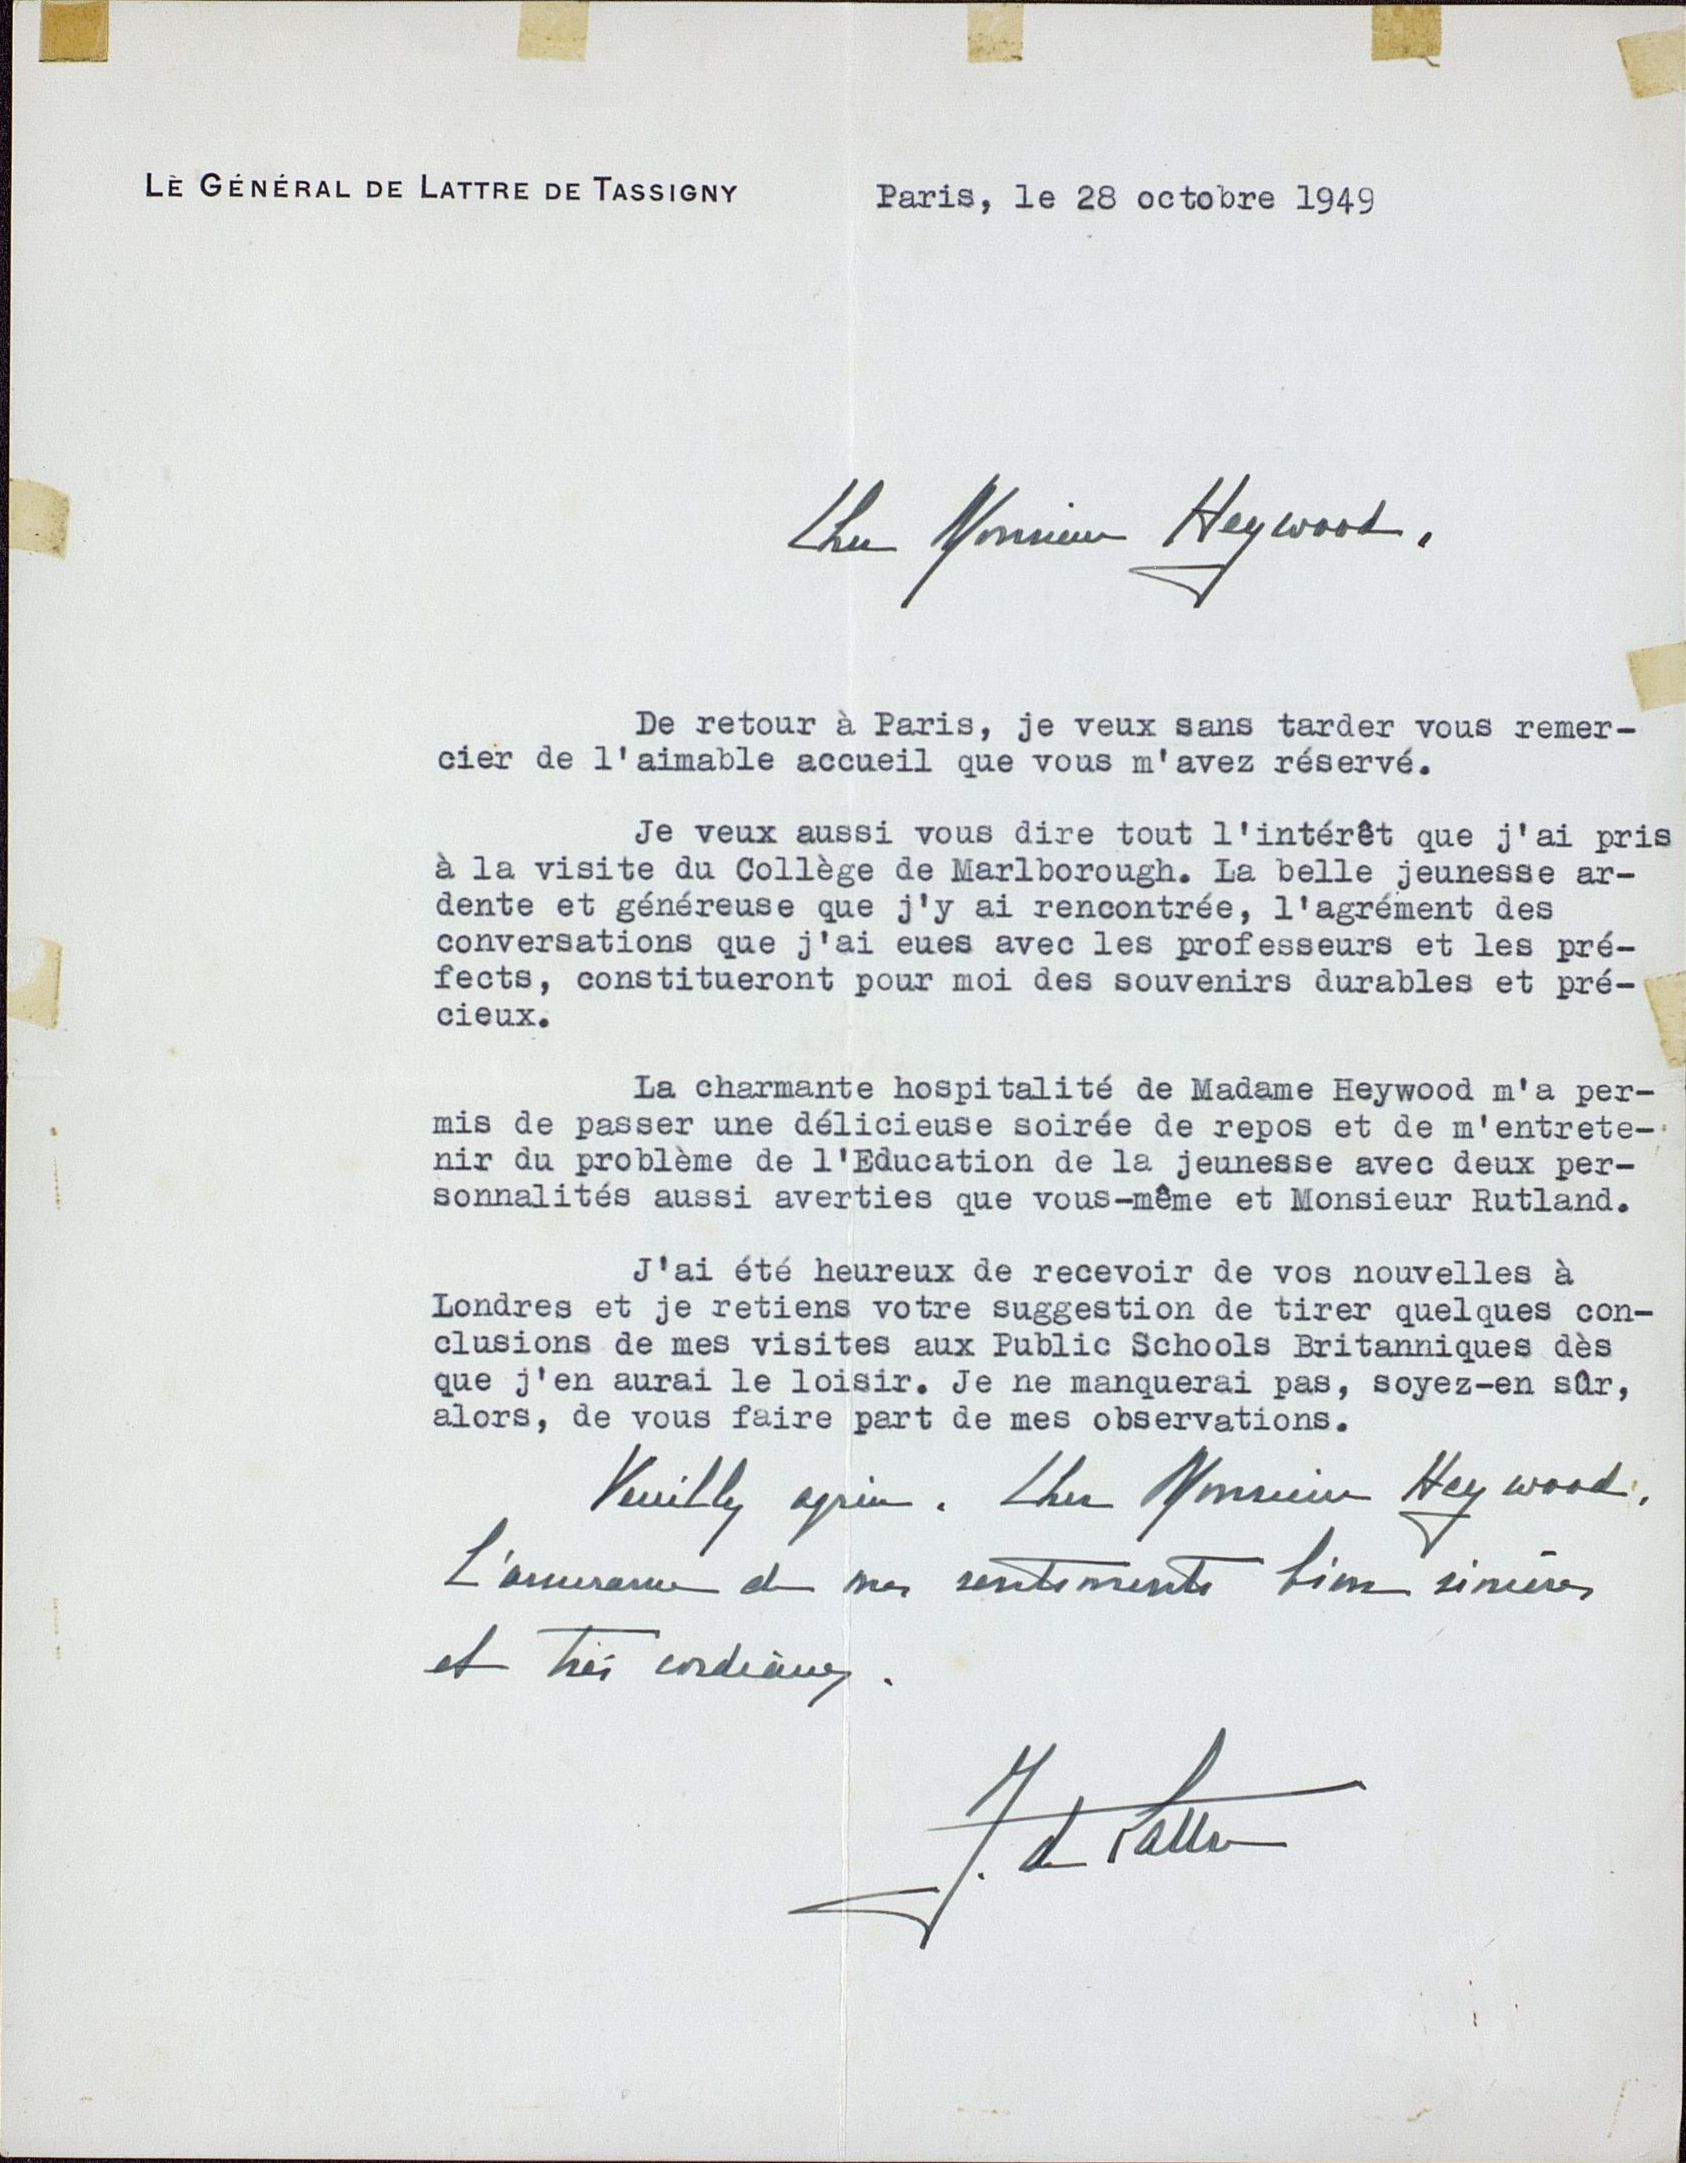 LE GÉNÉRAL DE LATTRE DE TASSIGNY
Paris, le 28 octobre 1949
Cher Monsieur Heywood,
De retour à Paris, je veux sans tarder vous remer-
cier de l'aimable accueil que vous m'avez réservé.
Je veux aussi vous dire tout l'intérêt que j'ai pris
à la visite du Collège de Marlborough. La belle jeunesse ar-
dente et généreuse que j'y ai rencontrée, l'agrément des
conversations que j'ai eues avec les professeurs et les pré-
fects, constitueront pour moi des souvenirs durables et pré-
cieux.
La charmante hospitalité de Madame Heywood m'a per-
mis de passer une délicieuse soirée de repos et de m'entrete-
nir du problème de l'Education de la jeunesse avec deux per-
sonnalités aussi averties que vous-même et Monsieur Rutland.
J'ai été heureux de recevoir de vos nouvelles à
Londres et je retiens votre suggestion de tirer quelques con-
clusions de mes visites aux Public Schools Britanniques dès
que j'en aurai le loisir. Je ne manquerai pas, soyez-en sûr,
alors, de vous faire part de mes observations.
Veuillez agréer, Cher Monsieur Heywood,
l'assurance de mes sentiments bien sincères
et très cordiaux.
J. de Lattre